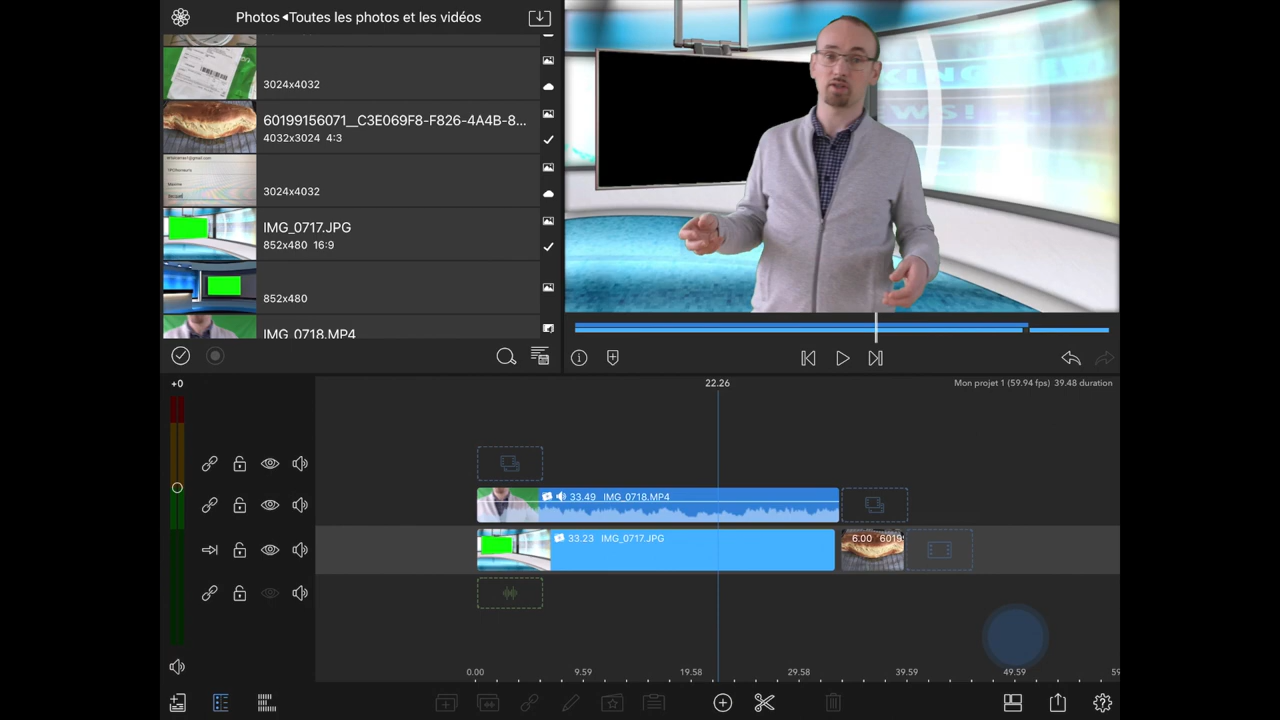 Photos ◂Toutes les photos et les vidéos
3024x4032
60199156071__C3E069F8-F826-4A4B-8...
4032x3024 4:3
3024x4032
IMG_0717.JPG
852x480 16:9
852x480
IMG_0718.MP4
KING
NEWS!
+0
22.26
Mon projet 1 (59.94 fps) 39.48 duration
33.49 IMG_0718.MP4
33.23 IMG_0717.JPG
6.00 6019
0.00 9.59 19.58 29.58 39.59 49.59 59